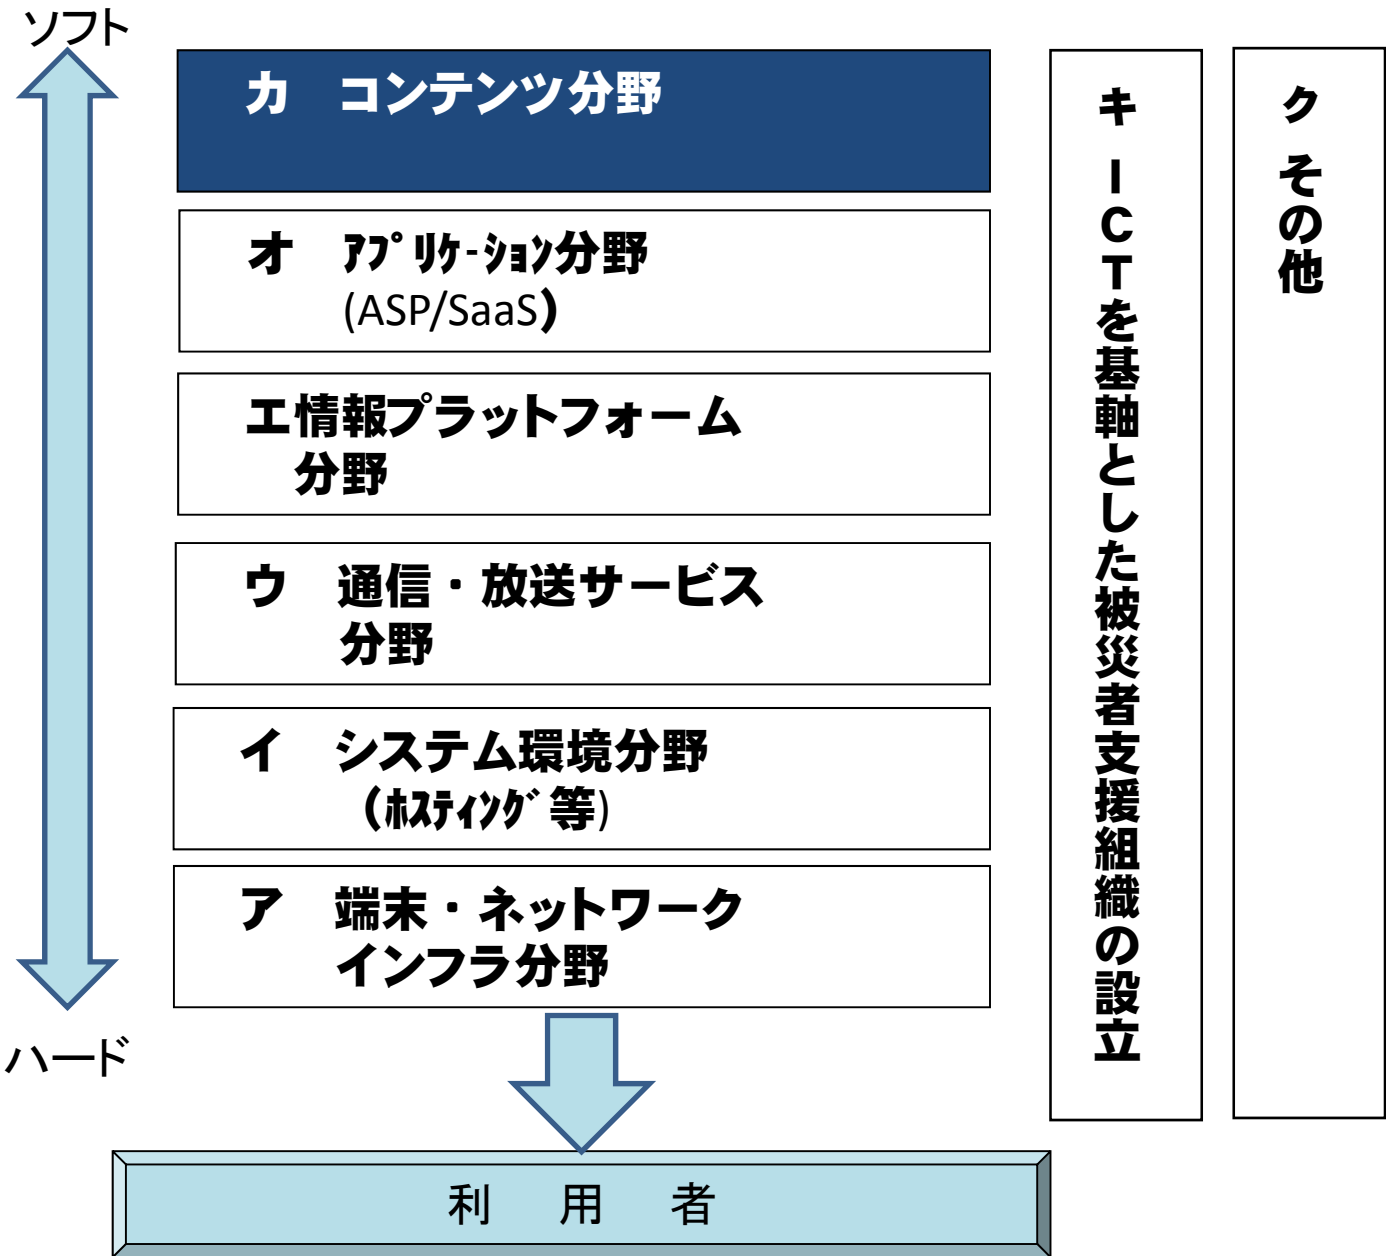 ソフト
カ　コンテンツ分野
オ　ｱﾌﾟﾘｹ-ｼｮﾝ分野
(ASP/SaaS)
エ情報プラットフォーム
分野
ウ　通信・放送サービス
分野
イ　システム環境分野
（ﾎｽﾃｨﾝｸﾞ等)
ア　端末・ネットワーク
インフラ分野
ハード
利　用　者
キ　ＩＣＴを基軸とした被災者支援組織の設立
ク　その他